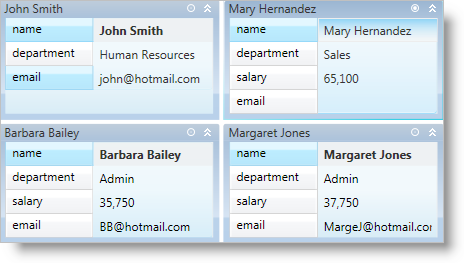 John Smith
name John Smith
department Human Resources
email john@hotmail.com
Mary Hernandez
name Mary Hernandez
department Sales
salary 65,100
email
Barbara Bailey
name Barbara Bailey
department Admin
salary 35,750
email BB@hotmail.com
Margaret Jones
name Margaret Jones
department Admin
salary 37,750
email MargeJ@hotmail.cor